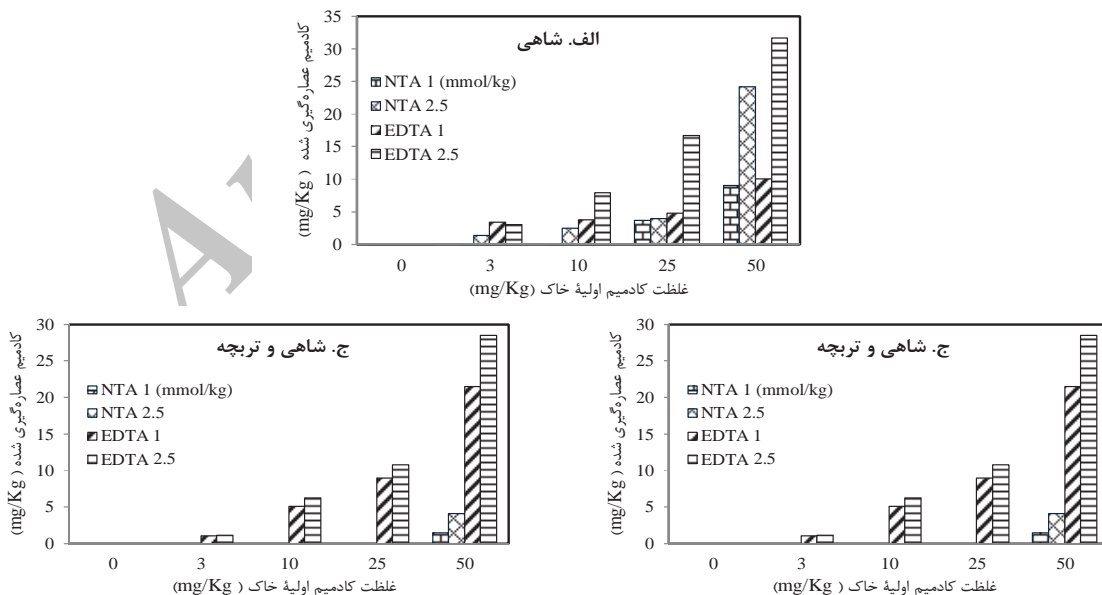 الف. شاهی
NTA 1 (mmol/kg)
NTA 2.5
EDTA 1
EDTA 2.5
کادمیم عصاره‌گیری شده ( mg/Kg)
35
30
25
20
15
10
5
0
0 3 10 25 50
غلظت کادمیم اولیۀ خاک (mg/Kg)
ج. شاهی و تربچه
NTA 1 (mmol/kg)
NTA 2.5
EDTA 1
EDTA 2.5
کادمیم عصاره‌گیری شده ( mg/Kg)
30
25
20
15
10
5
0
0 3 10 25 50
غلظت کادمیم اولیۀ خاک ( mg/Kg)
ج. شاهی و تربچه
NTA 1 (mmol/kg)
NTA 2.5
EDTA 1
EDTA 2.5
کادمیم عصاره‌گیری شده ( mg/Kg)
30
25
20
15
10
5
0
0 3 10 25 50
غلظت کادمیم اولیۀ خاک ( mg/Kg)